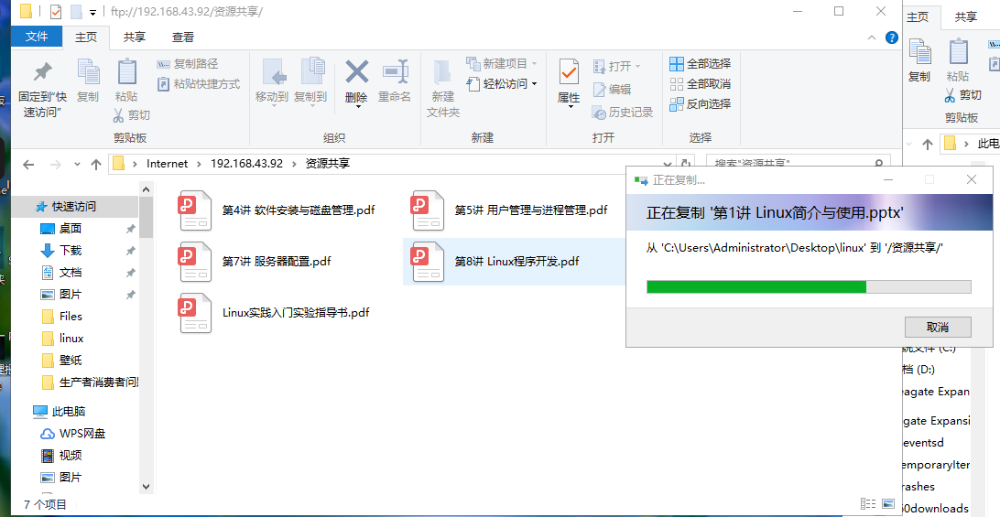 ftp://192.168.43.92/资源共享/
文件 主页 共享 查看
固定到"快速访问"
复制
粘贴
复制路径
粘贴快捷方式
剪切
剪贴板
移动到 复制到
删除
重命名
组织
新建文件夹
新建项目
轻松访问
新建
属性
打开
编辑
历史记录
打开
全部选择
全部取消
反向选择
选择
Internet 192.168.43.92 资源共享
搜索"资源共享"
快速访问
桌面
下载
文档
图片
Files
linux
壁纸
生产者消费者问
此电脑
WPS网盘
视频
图片
第4讲 软件安装与磁盘管理.pdf
第5讲 用户管理与进程管理.pdf
第7讲 服务器配置.pdf
第8讲 Linux程序开发.pdf
Linux实践入门实验指导书.pdf
7 个项目
正在复制...
正在复制 '第1讲 Linux简介与使用.pptx'
从 'C:\Users\Administrator\Desktop\linux' 到 '/资源共享/'
取消
主页 共享
复制
粘贴
剪切
剪贴板
此电
统文件 (C:)
档 (D:)
eagate Expan
gate Expansi
eventsd
emporaryIter
rashes
60downloads